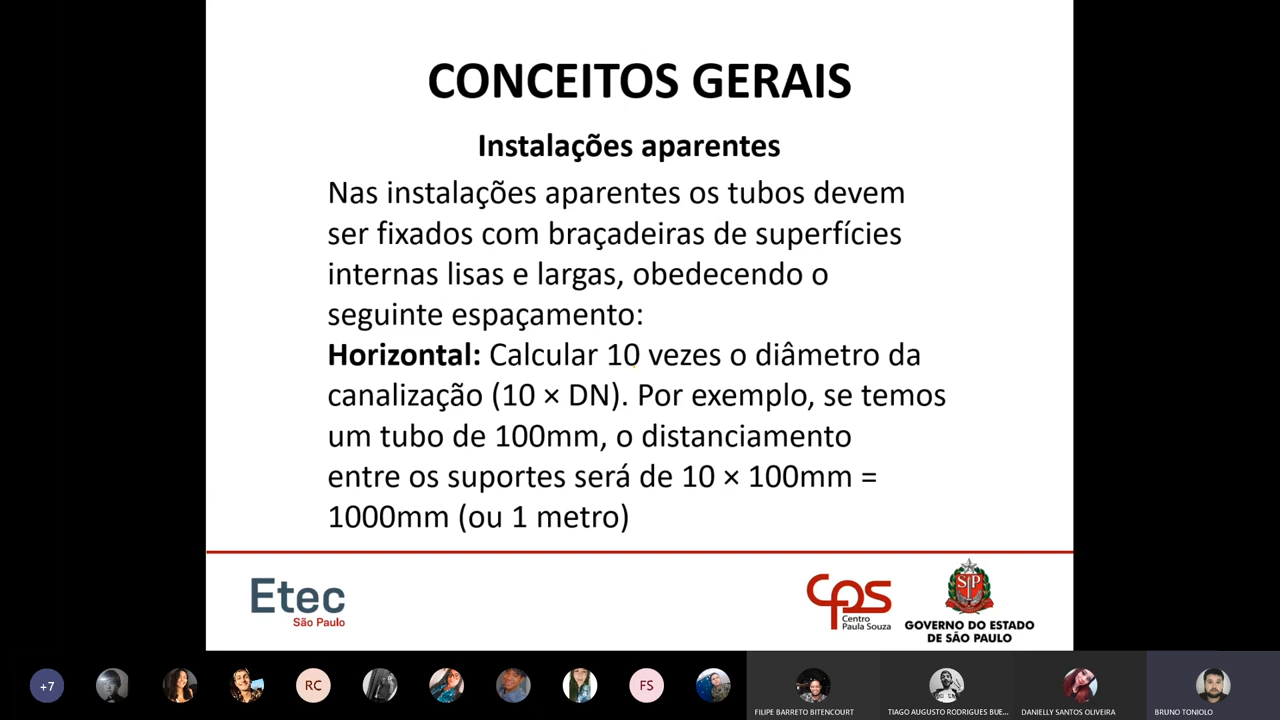 CONCEITOS GERAIS
Instalações aparentes
Nas instalações aparentes os tubos devem
ser fixados com braçadeiras de superfícies
internas lisas e largas, obedecendo o
seguinte espaçamento:
Horizontal: Calcular 10 vezes o diâmetro da
canalização (10 × DN). Por exemplo, se temos
um tubo de 100mm, o distanciamento
entre os suportes será de 10 × 100mm =
1000mm (ou 1 metro)
Etec
São Paulo
cps
Centro
Paula Souza
SP
GOVERNO DO ESTADO
DE SÃO PAULO
+7
RC
FS
FILIPE BARRETO BITENCOURT
TIAGO AUGUSTO RODRIGUES BUE...
DANIELLY SANTOS OLIVEIRA
BRUNO TONIOLO